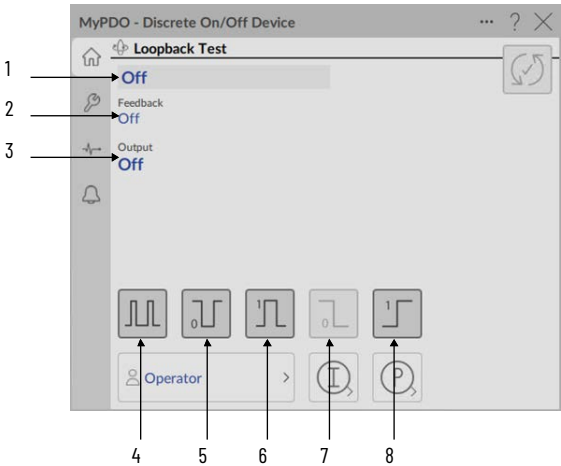 MyPDO - Discrete On/Off Device ... ?
Loopback Test
1
Off
2
Feedback
Off
3
Output
Off
0
1
0
1
Operator >
I
P
4 5 6 7 8